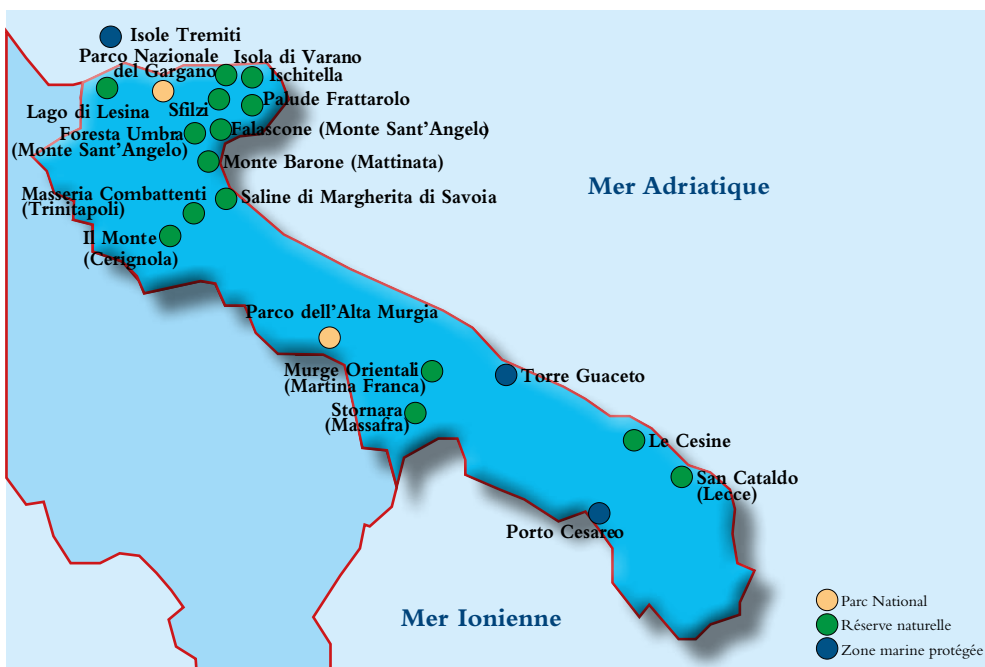 Isole Tremiti
Parco Nazionale
del Gargano
Isola di Varano
Ischitella
Lago di Lesina
Sfilzi
Palude Frattarolo
Foresta Umbra
(Monte Sant'Angelo)
Falascone (Monte Sant'Angelo)
Monte Barone (Mattinata)
Mer Adriatique
Masseria Combattenti
(Trinitapoli)
Saline di Margherita di Savoia
Il Monte
(Cerignola)
Parco dell'Alta Murgia
Murge Orientali
(Martina Franca)
Torre Guaceto
Stornara
(Massafra)
Le Cesine
San Cataldo
(Lecce)
Porto Cesareo
Mer Ionienne
Parc National
Réserve naturelle
Zone marine protégée